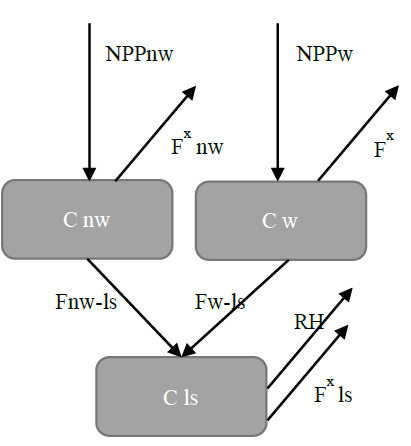 NPPnw
NPPw
F^x nw
F^x
C nw
C w
Fnw-ls
Fw-ls
RH
F^x ls
C ls